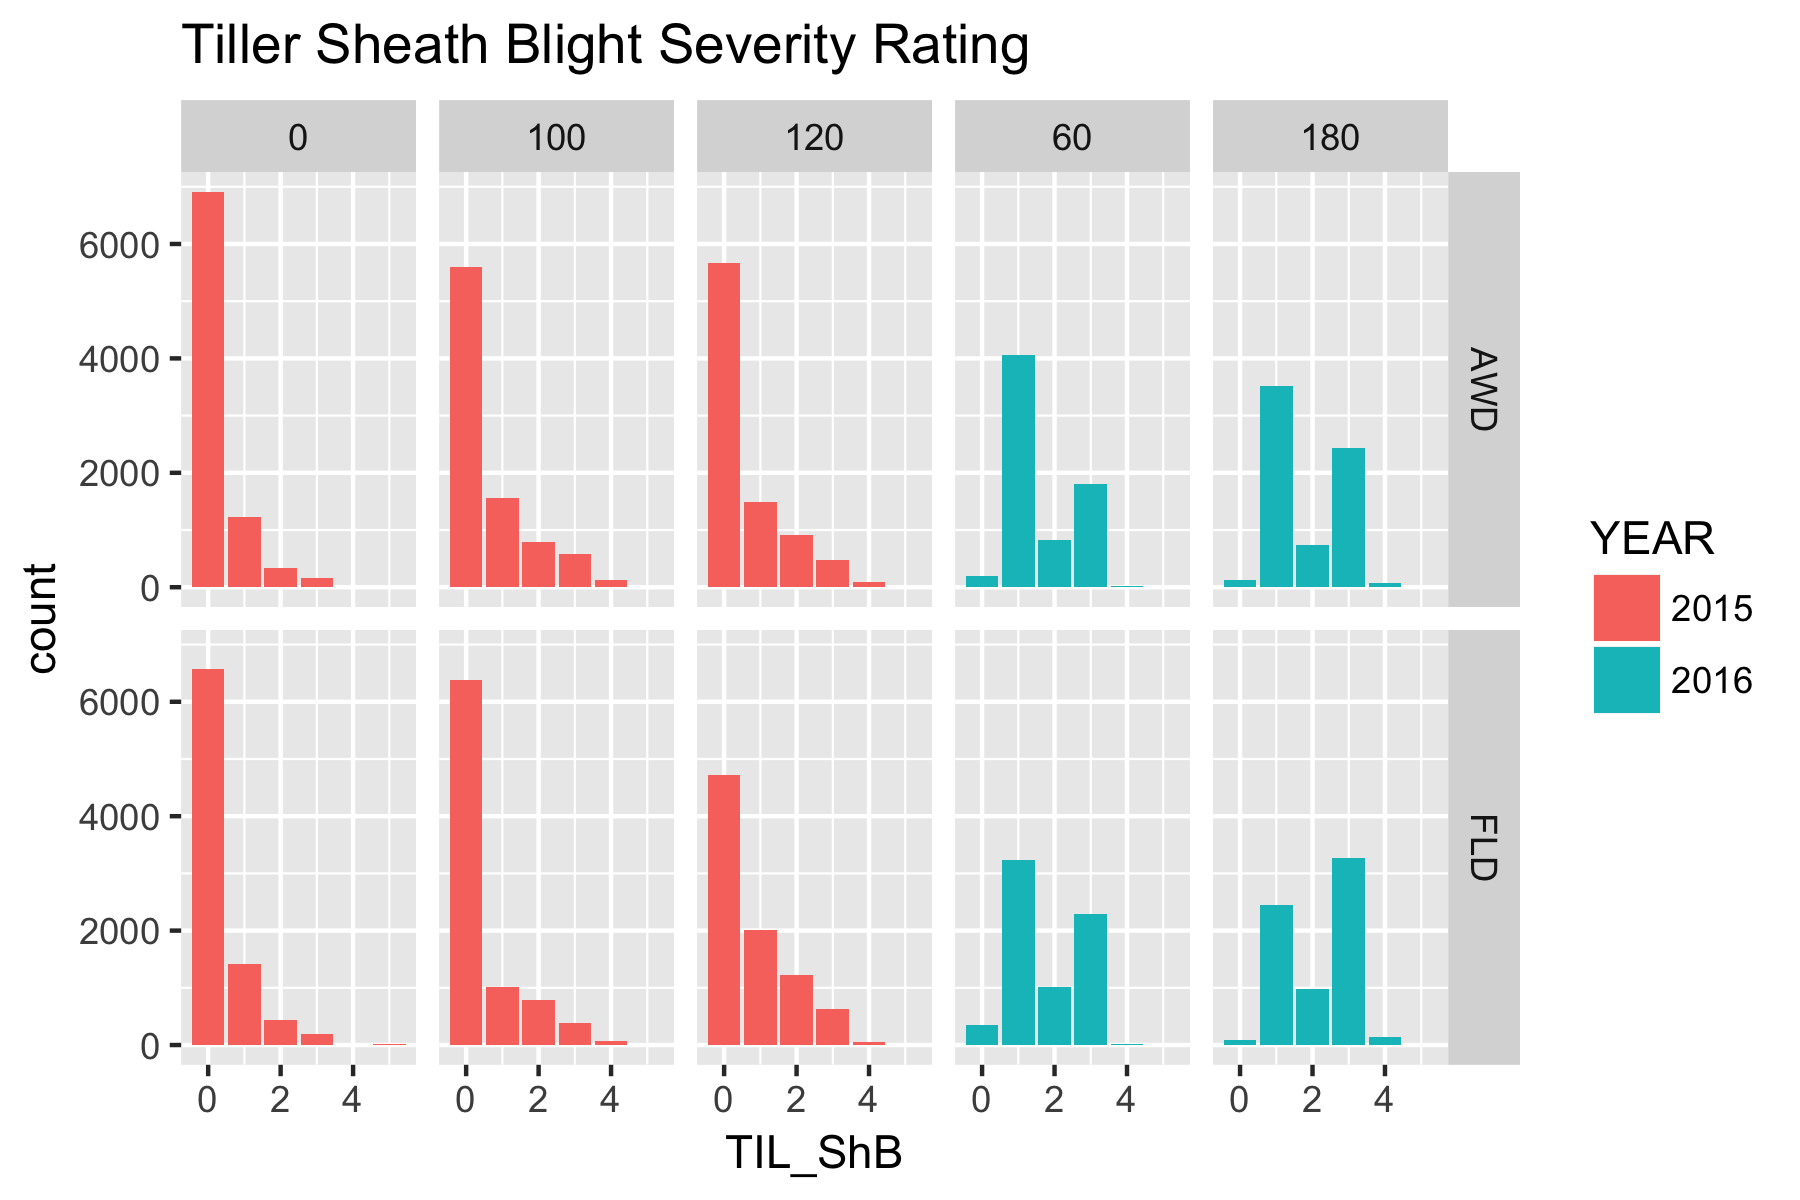 Tiller Sheath Blight Severity Rating
0 100 120 60 180
6000
4000
2000
0
AWD
count
6000
4000
2000
0
FLD
0 2 4 0 2 4 0 2 4 0 2 4 0 2 4
TIL_ShB
YEAR
2015
2016